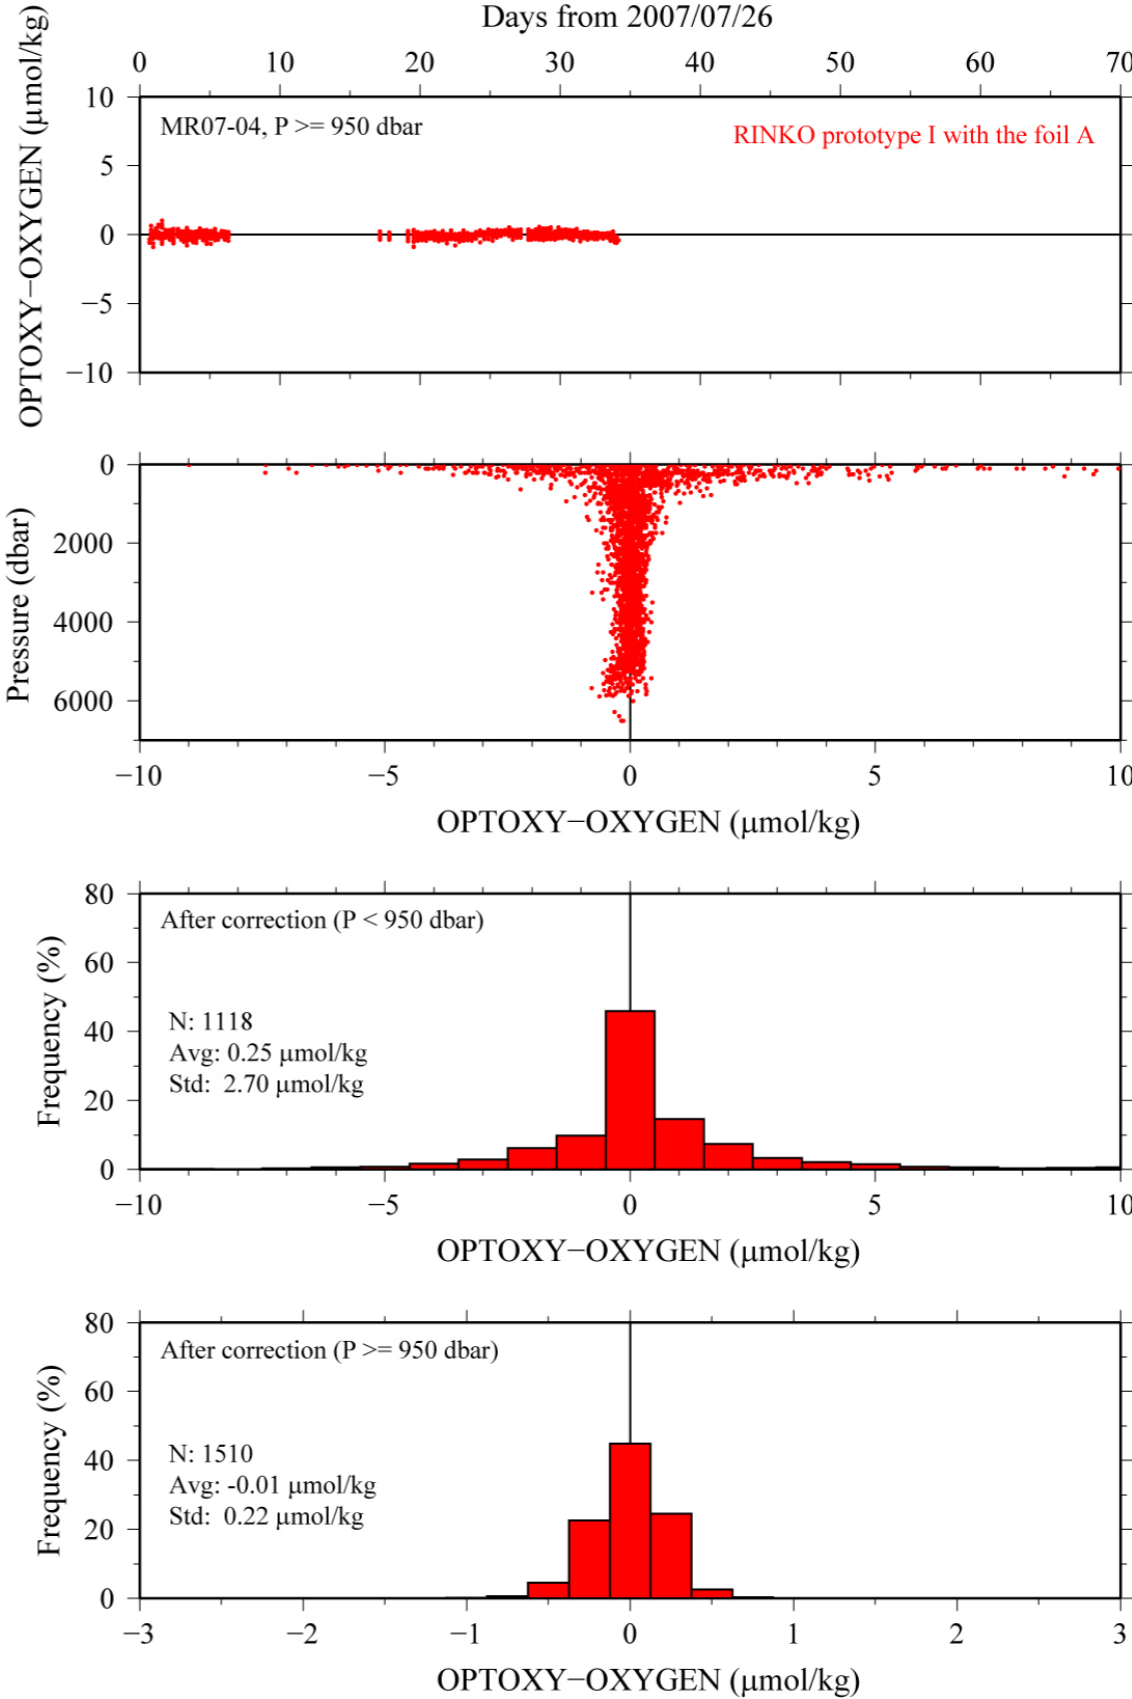 Days from 2007/07/26
0 10 20 30 40 50 60 70
OPTOXY−OXYGEN (μmol/kg)
10
5
0
−5
−10
MR07-04, P >= 950 dbar
RINKO prototype I with the foil A
Pressure (dbar)
0
2000
4000
6000
−10 −5 0 5 10
OPTOXY−OXYGEN (μmol/kg)
Frequency (%)
80
60
40
20
0
After correction (P < 950 dbar)
N: 1118
Avg: 0.25 μmol/kg
Std: 2.70 μmol/kg
−10 −5 0 5 10
OPTOXY−OXYGEN (μmol/kg)
Frequency (%)
80
60
40
20
0
After correction (P >= 950 dbar)
N: 1510
Avg: -0.01 μmol/kg
Std: 0.22 μmol/kg
−3 −2 −1 0 1 2 3
OPTOXY−OXYGEN (μmol/kg)